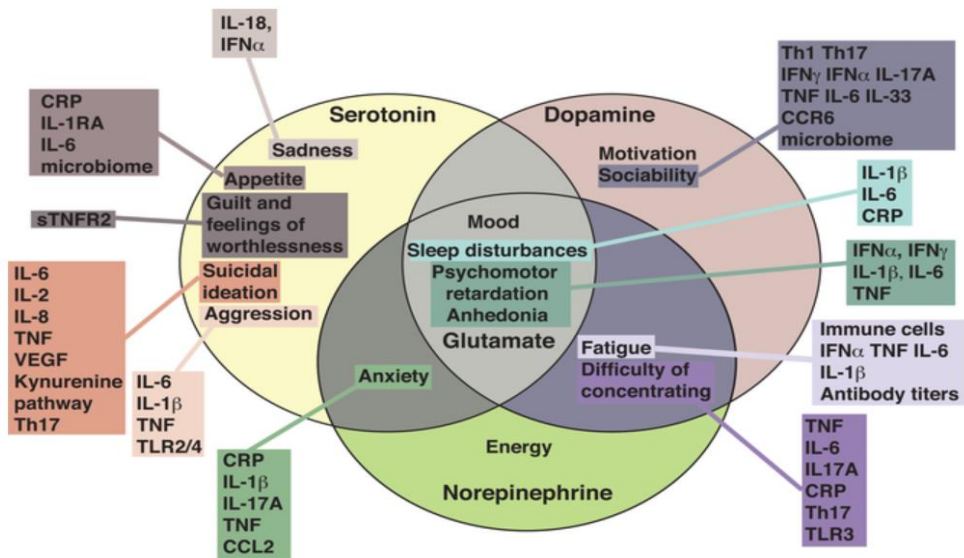 IL-18,
IFNα
Th1 Th17
IFNγ IFNα IL-17A
TNF IL-6 IL-33
CCR6
microbiome
CRP
IL-1RA
IL-6
microbiome
Serotonin
Dopamine
Sadness
Motivation
Sociability
Appetite
IL-1β
IL-6
CRP
sTNFR2
Guilt and
feelings of
worthlessness
Mood
Sleep disturbances
IFNα, IFNγ
IL-1β, IL-6
TNF
IL-6
IL-2
IL-8
TNF
VEGF
Kynurenine
pathway
Th17
Suicidal
ideation
Psychomotor
retardation
Anhedonia
Aggression
Glutamate
Fatigue
Difficulty of
concentrating
Immune cells
IFNα TNF IL-6
IL-1β
Antibody titers
IL-6
IL-1β
TNF
TLR2/4
Anxiety
Energy
Norepinephrine
CRP
IL-1β
IL-17A
TNF
CCL2
TNF
IL-6
IL17A
CRP
Th17
TLR3